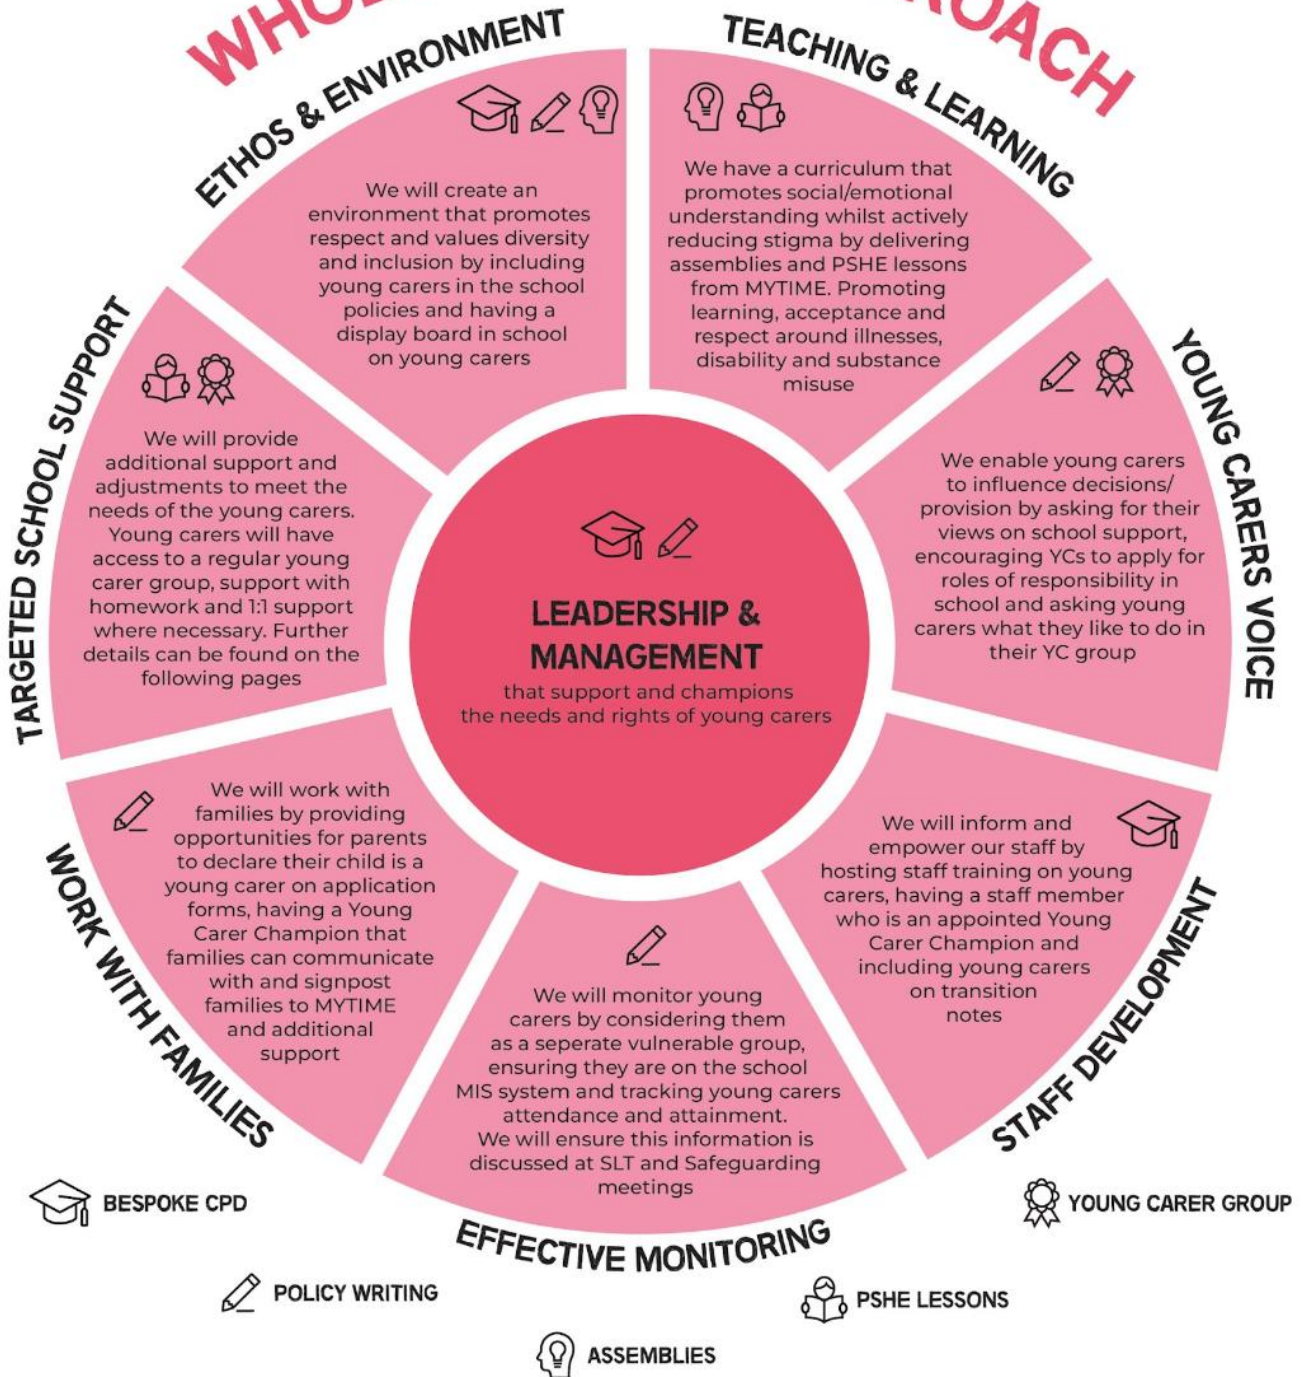 ETHOS & ENVIRONMENT
We will create an
environment that promotes
respect and values diversity
and inclusion by including
young carers in the school
policies and having a
display board in school
on young carers
TEACHING & LEARNING
We have a curriculum that
promotes social/emotional
understanding whilst actively
reducing stigma by delivering
assemblies and PSHE lessons
from MYTIME. Promoting
learning, acceptance and
respect around illnesses,
disability and substance
misuse
YOUNG CARERS VOICE
We enable young carers
to influence decisions/
provision by asking for their
views on school support,
encouraging YCs to apply for
roles of responsibility in
school and asking young
carers what they like to do in
their YC group
STAFF DEVELOPMENT
We will inform and
empower our staff by
hosting staff training on young
carers, having a staff member
who is an appointed Young
Carer Champion and
including young carers
on transition
notes
EFFECTIVE MONITORING
We will monitor young
carers by considering them
as a seperate vulnerable group,
ensuring they are on the school
MIS system and tracking young carers
attendance and attainment.
We will ensure this information is
discussed at SLT and Safeguarding
meetings
WORK WITH FAMILIES
We will work with
families by providing
opportunities for parents
to declare their child is a
young carer on application
forms, having a Young
Carer Champion that
families can communicate
with and signpost
families to MYTIME
and additional
support
TARGETED SCHOOL SUPPORT
We will provide
additional support and
adjustments to meet the
needs of the young carers.
Young carers will have
access to a regular young
carer group, support with
homework and 1:1 support
where necessary. Further
details can be found on the
following pages
LEADERSHIP &
MANAGEMENT
that support and champions
the needs and rights of young carers
BESPOKE CPD
POLICY WRITING
ASSEMBLIES
PSHE LESSONS
YOUNG CARER GROUP